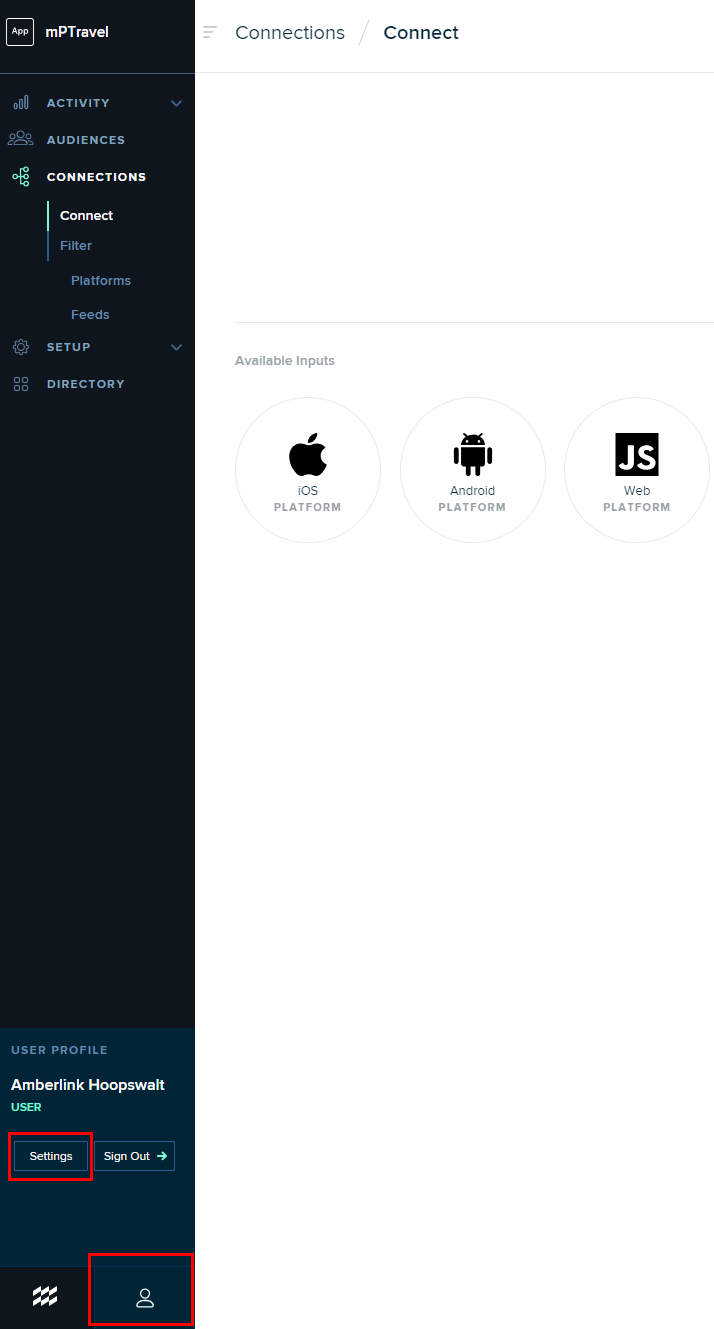 App mPTravel
Connections / Connect
ACTIVITY
AUDIENCES
CONNECTIONS
Connect
Filter
Platforms
Feeds
SETUP
DIRECTORY
Available Inputs
iOS
PLATFORM
Android
PLATFORM
JS
Web
PLATFORM
USER PROFILE
Amberlink Hoopswalt
USER
Settings
Sign Out